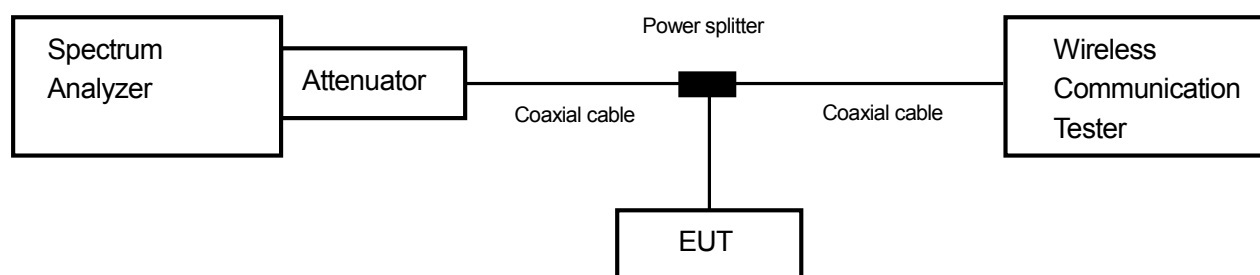 Power splitter
Spectrum
Analyzer
Attenuator
Coaxial cable
Coaxial cable
Wireless
Communication
Tester
EUT